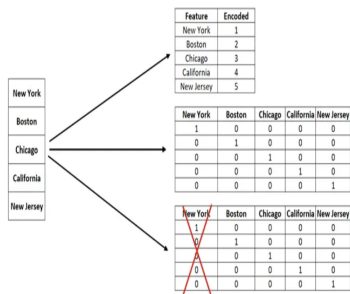 New York
Boston
Chicago
California
New Jersey
Feature Encoded
New York 1
Boston 2
Chicago 3
California 4
New Jersey 5
New York Boston Chicago California New Jersey
1 0 0 0 0
0 1 0 0 0
0 0 1 0 0
0 0 0 1 0
0 0 0 0 1
New York Boston Chicago California New Jersey
1 0 0 0 0
0 1 0 0 0
0 0 1 0 0
0 0 0 1 0
0 0 0 0 1